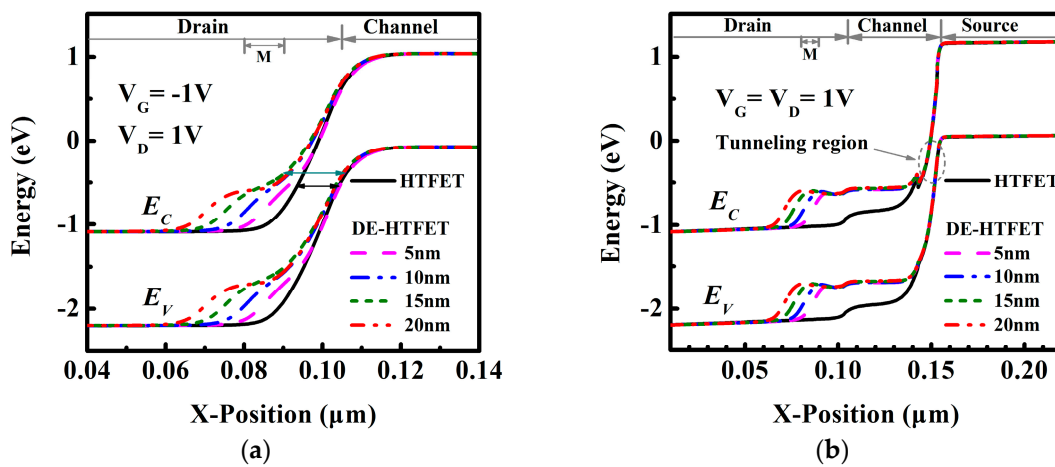 Drain Channel
M
V_G = -1V
V_D = 1V
E_C
E_V
HTFET
DE-HTFET
5nm
10nm
15nm
20nm
1
0
-1
-2
Energy (eV)
0.04 0.06 0.08 0.10 0.12 0.14
X-Position (µm)
(a)
Drain Channel Source
M
V_G = V_D = 1V
Tunneling region
E_C
E_V
HTFET
DE-HTFET
5nm
10nm
15nm
20nm
1
0
-1
-2
Energy (eV)
0.05 0.10 0.15 0.20
X-Position (µm)
(b)